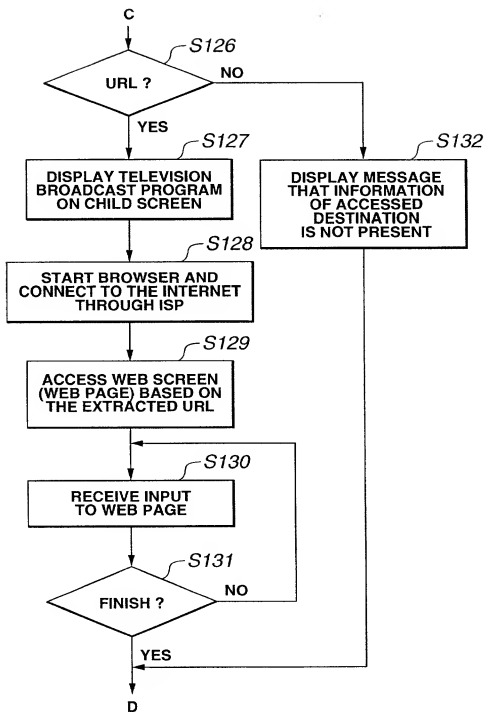 C
S126
URL ?
NO
YES
S127
DISPLAY TELEVISION
BROADCAST PROGRAM
ON CHILD SCREEN
S132
DISPLAY MESSAGE
THAT INFORMATION
OF ACCESSED
DESTINATION
IS NOT PRESENT
S128
START BROWSER AND
CONNECT TO THE INTERNET
THROUGH ISP
S129
ACCESS WEB SCREEN
(WEB PAGE) BASED ON
THE EXTRACTED URL
S130
RECEIVE INPUT
TO WEB PAGE
S131
FINISH ?
NO
YES
D